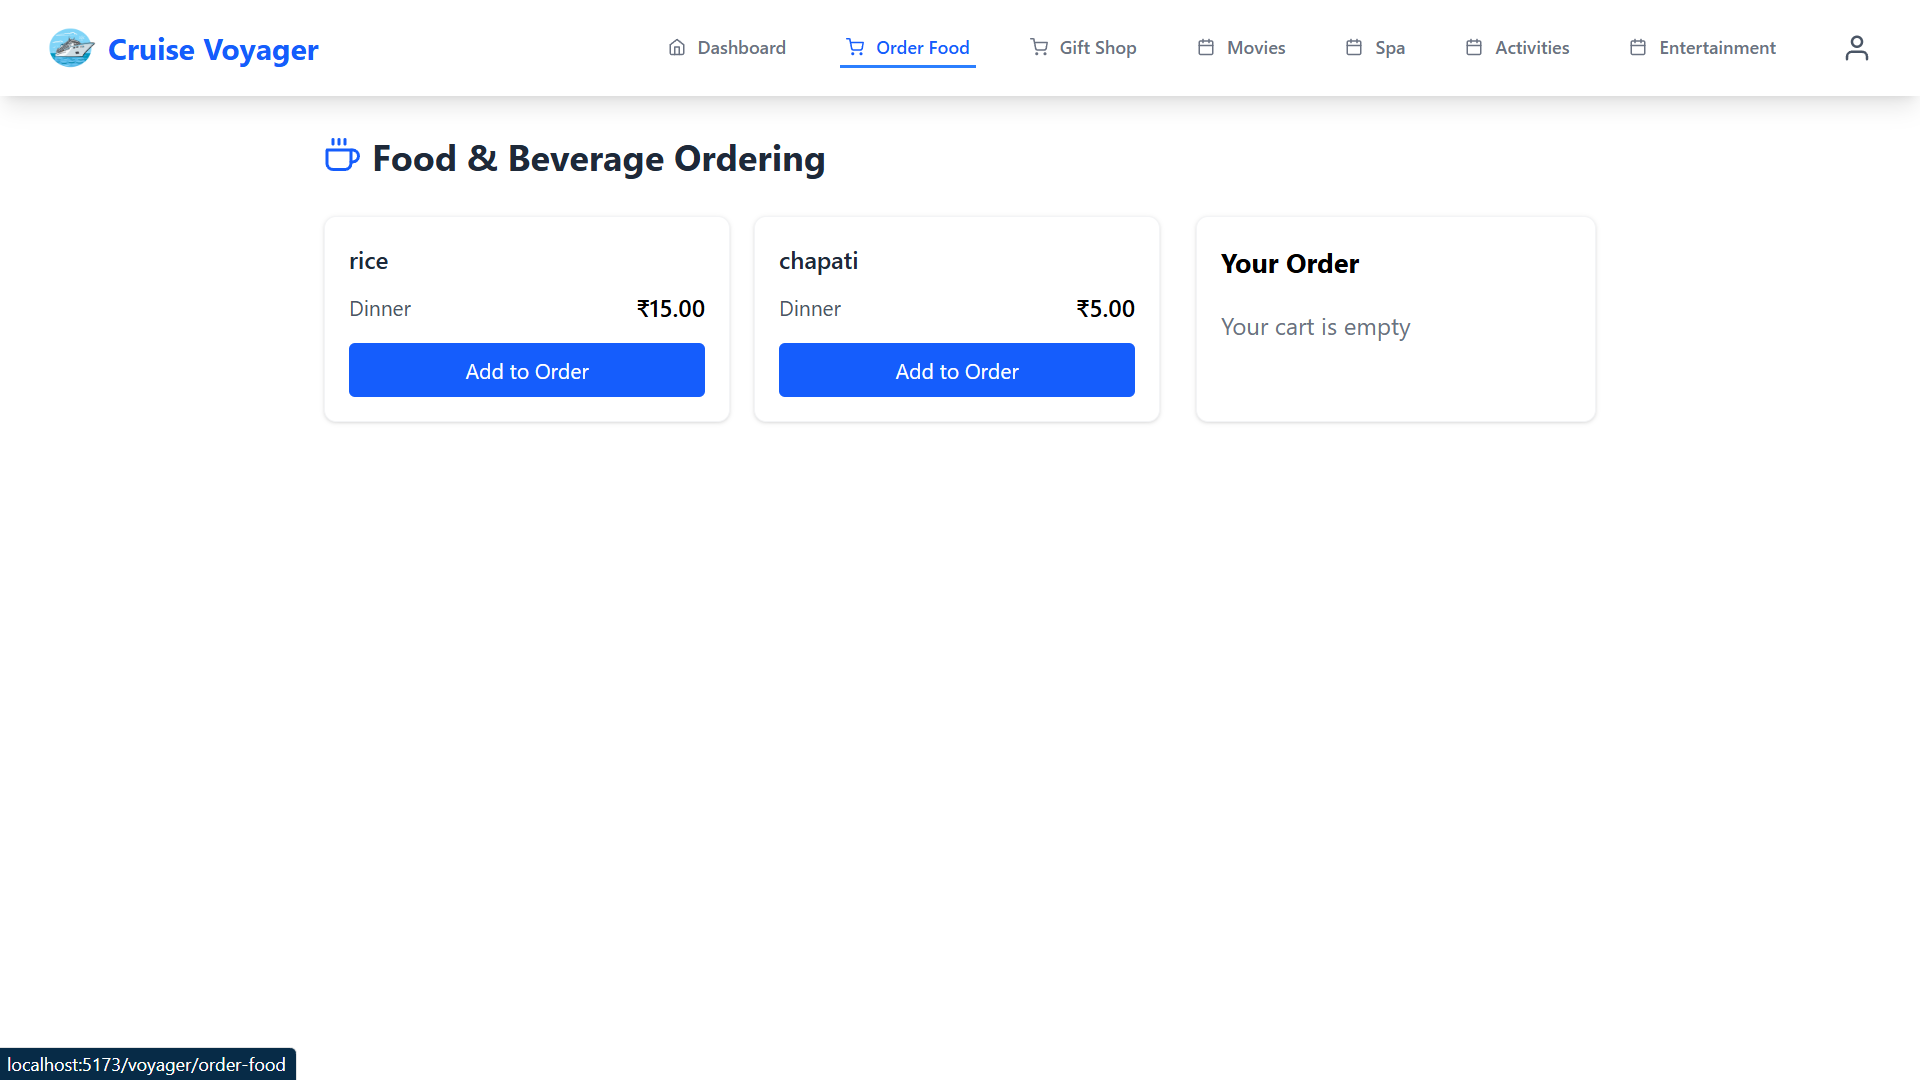 Cruise Voyager
Dashboard
Order Food
Gift Shop
Movies
Spa
Activities
Entertainment
Food & Beverage Ordering
rice
Dinner
₹15.00
Add to Order
chapati
Dinner
₹5.00
Add to Order
Your Order
Your cart is empty
localhost:5173/voyager/order-food